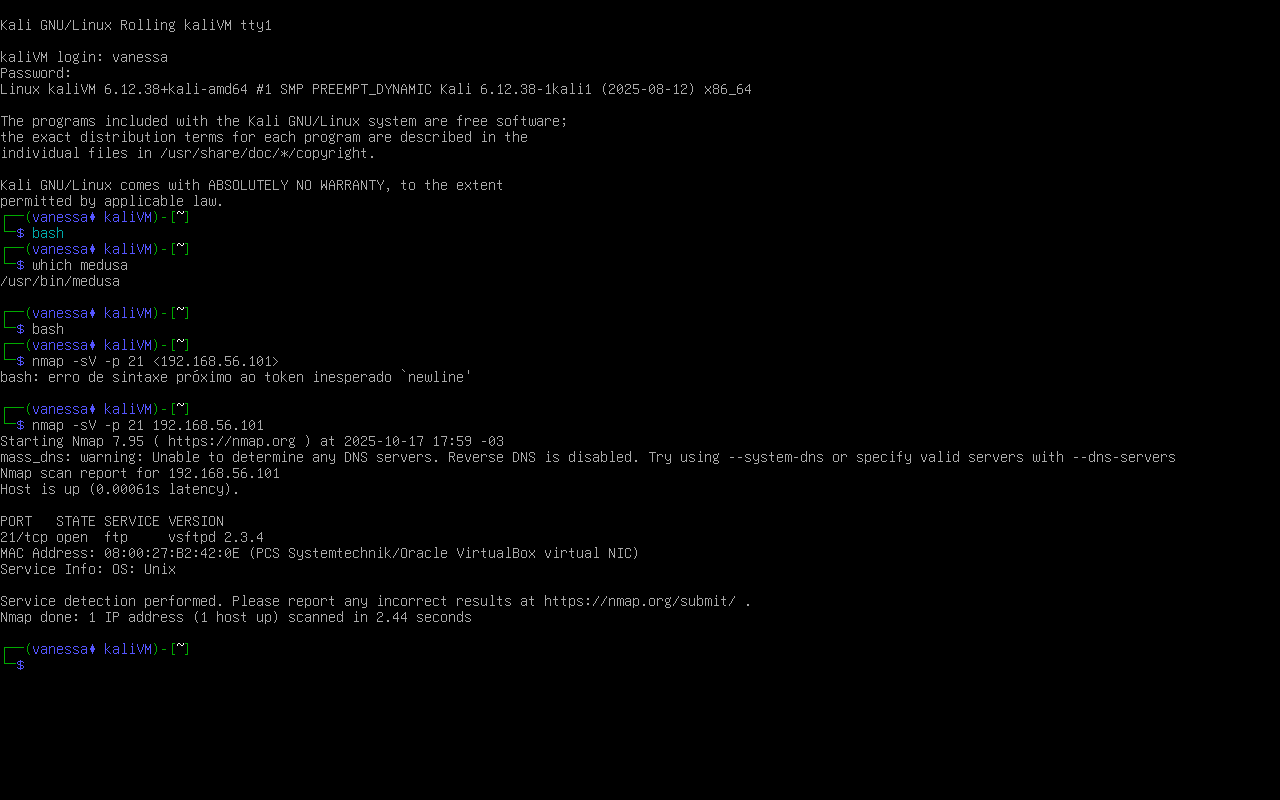 Kali GNU/Linux Rolling kaliVM tty1
kaliVM login: vanessa
Password:
Linux kaliVM 6.12.38+kali-amd64 #1 SMP PREEMPT_DYNAMIC Kali 6.12.38-1kali1 (2025-08-12) x86_64
The programs included with the Kali GNU/Linux system are free software;
the exact distribution terms for each program are described in the
individual files in /usr/share/doc/*/copyright.
Kali GNU/Linux comes with ABSOLUTELY NO WARRANTY, to the extent
permitted by applicable law.
┌──(vanessa♦ kaliVM)-[~]
└─$ bash
┌──(vanessa♦ kaliVM)-[~]
└─$ which medusa
/usr/bin/medusa
┌──(vanessa♦ kaliVM)-[~]
└─$ bash
┌──(vanessa♦ kaliVM)-[~]
└─$ nmap -sV -p 21 <192.168.56.101>
bash: erro de sintaxe próximo ao token inesperado `newline'
┌──(vanessa♦ kaliVM)-[~]
└─$ nmap -sV -p 21 192.168.56.101
Starting Nmap 7.95 ( https://nmap.org ) at 2025-10-17 17:59 -03
mass_dns: warning: Unable to determine any DNS servers. Reverse DNS is disabled. Try using --system-dns or specify valid servers with --dns-servers
Nmap scan report for 192.168.56.101
Host is up (0.00061s latency).
PORT   STATE SERVICE VERSION
21/tcp open  ftp     vsftpd 2.3.4
MAC Address: 08:00:27:B2:42:0E (PCS Systemtechnik/Oracle VirtualBox virtual NIC)
Service Info: OS: Unix
Service detection performed. Please report any incorrect results at https://nmap.org/submit/ .
Nmap done: 1 IP address (1 host up) scanned in 2.44 seconds
┌──(vanessa♦ kaliVM)-[~]
└─$